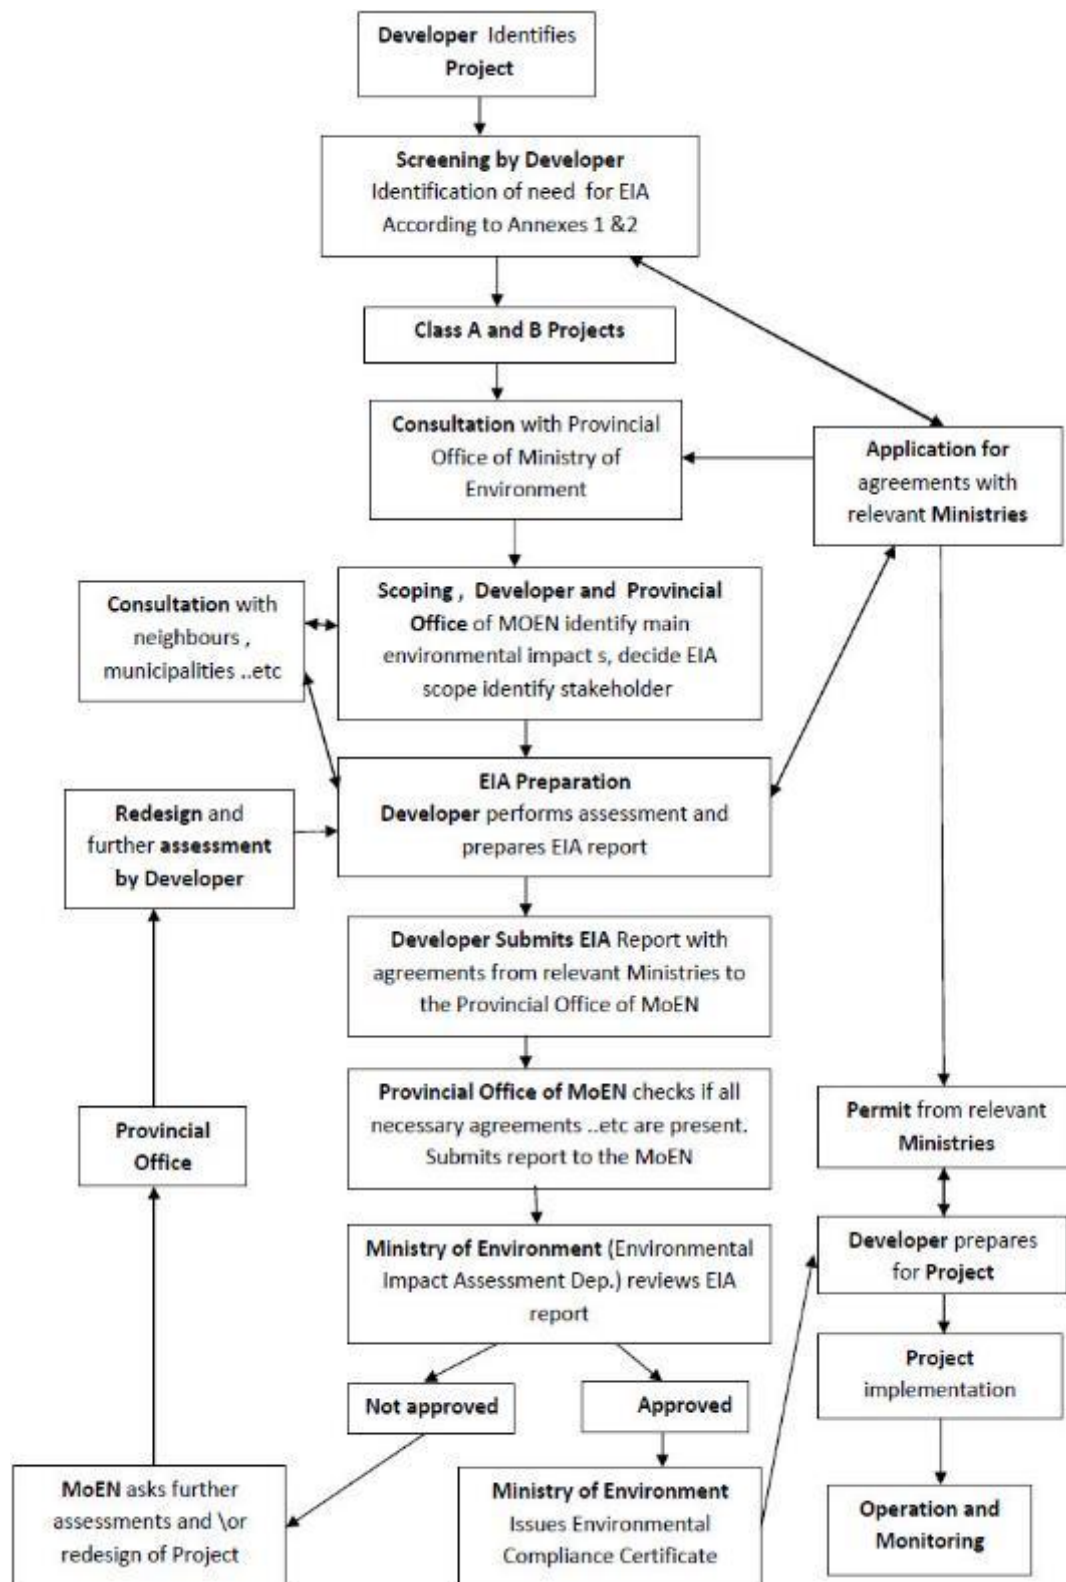 Developer Identifies
Project
Screening by Developer
Identification of need for EIA
According to Annexes 1 &2
Class A and B Projects
Consultation with Provincial
Office of Ministry of
Environment
Application for
agreements with
relevant Ministries
Scoping , Developer and Provincial
Office of MOEN identify main
environmental impact s, decide EIA
scope identify stakeholder
Consultation with
neighbours ,
municipalities ..etc
EIA Preparation
Developer performs assessment and
prepares EIA report
Redesign and
further assessment
by Developer
Developer Submits EIA Report with
agreements from relevant Ministries to
the Provincial Office of MoEN
Provincial Office of MoEN checks if all
necessary agreements ..etc are present.
Submits report to the MoEN
Provincial
Office
Permit from relevant
Ministries
Ministry of Environment (Environmental
Impact Assessment Dep.) reviews EIA
report
Developer prepares
for Project
Project
implementation
Not approved
Approved
MoEN asks further
assessments and \or
redesign of Project
Ministry of Environment
Issues Environmental
Compliance Certificate
Operation and
Monitoring